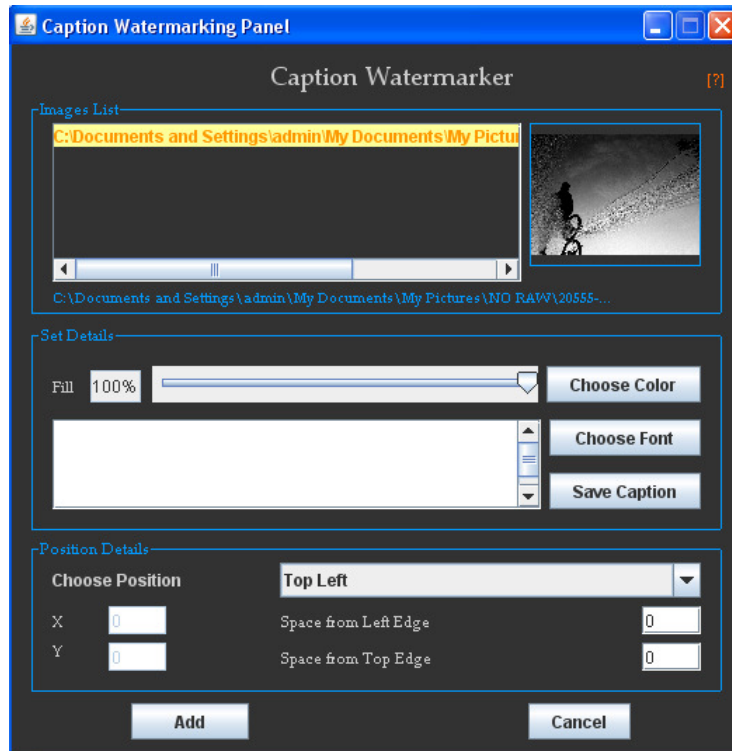 Caption Watermarking Panel
Caption Watermarker
[?]
Images List
C:\Documents and Settings\admin\My Documents\My Pictur
C:\Documents and Settings\admin\My Documents\My Pictures\NO RAW\20555-...
Set Details
Fill 100% Choose Color
Choose Font
Save Caption
Position Details
Choose Position Top Left
X 0 Space from Left Edge 0
Y 0 Space from Top Edge 0
Add Cancel